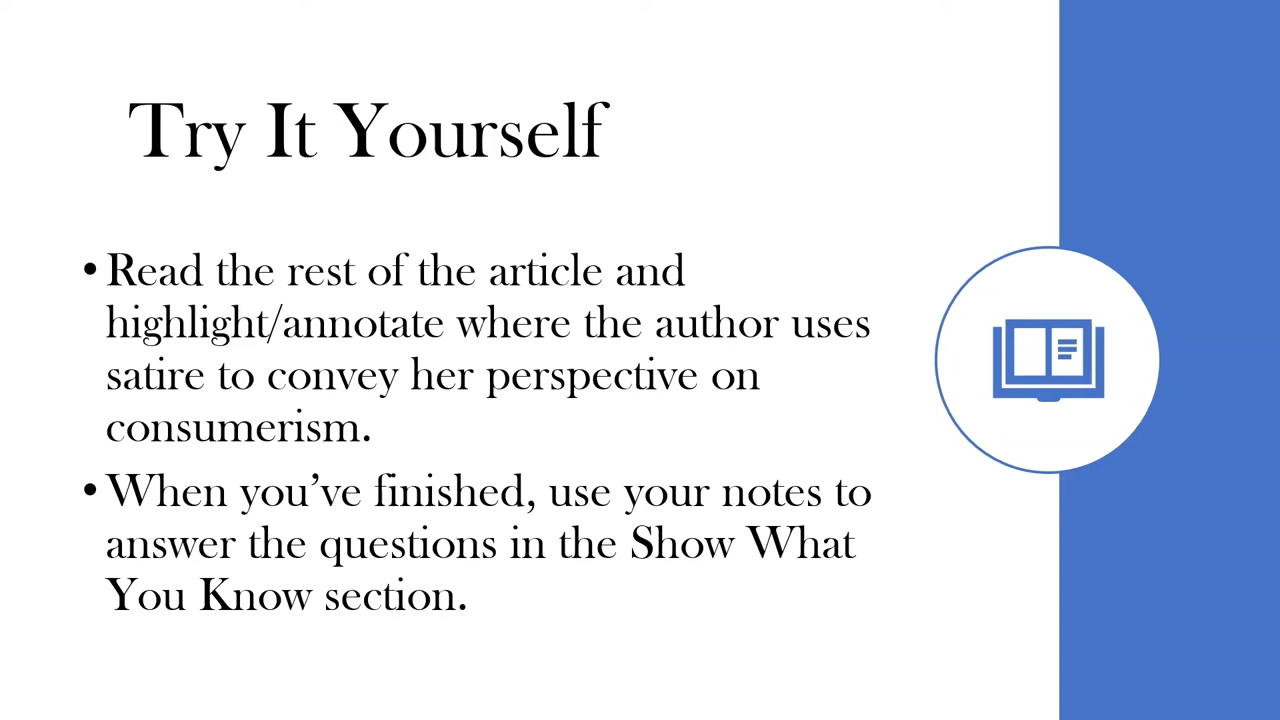 Try It Yourself
• Read the rest of the article and
highlight/annotate where the author uses
satire to convey her perspective on
consumerism.
• When you’ve finished, use your notes to
answer the questions in the Show What
You Know section.